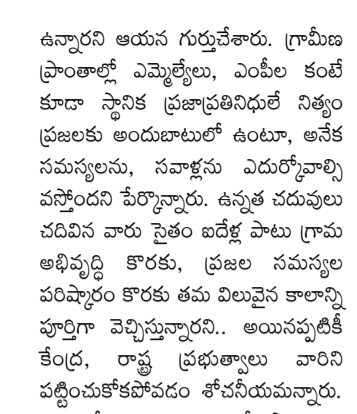 ఉన్నారని ఆయన గుర్తుచేశారు. గ్రామీణ
ప్రాంతాల్లో ఎమ్మెల్యేలు, ఎంపీల కంటే
కూడా స్థానిక ప్రజాప్రతినిధులే నిత్యం
ప్రజలకు అందుబాటులో ఉంటూ, అనేక
సమస్యలను, సవాళ్లను ఎదుర్కోవాల్సి
వస్తోందని పేర్కొన్నారు. ఉన్నత చదువులు
చదివిన వారు సైతం ఐదేళ్ల పాటు గ్రామ
అభివృద్ధి కొరకు, ప్రజల సమస్యల
పరిష్కారం కొరకు తమ విలువైన కాలాన్ని
పూర్తిగా వెచ్చిస్తున్నారని.. అయినప్పటికీ
కేంద్ర, రాష్ట్ర ప్రభుత్వాలు వారిని
పట్టించుకోకపోవడం శోచనీయమన్నారు.